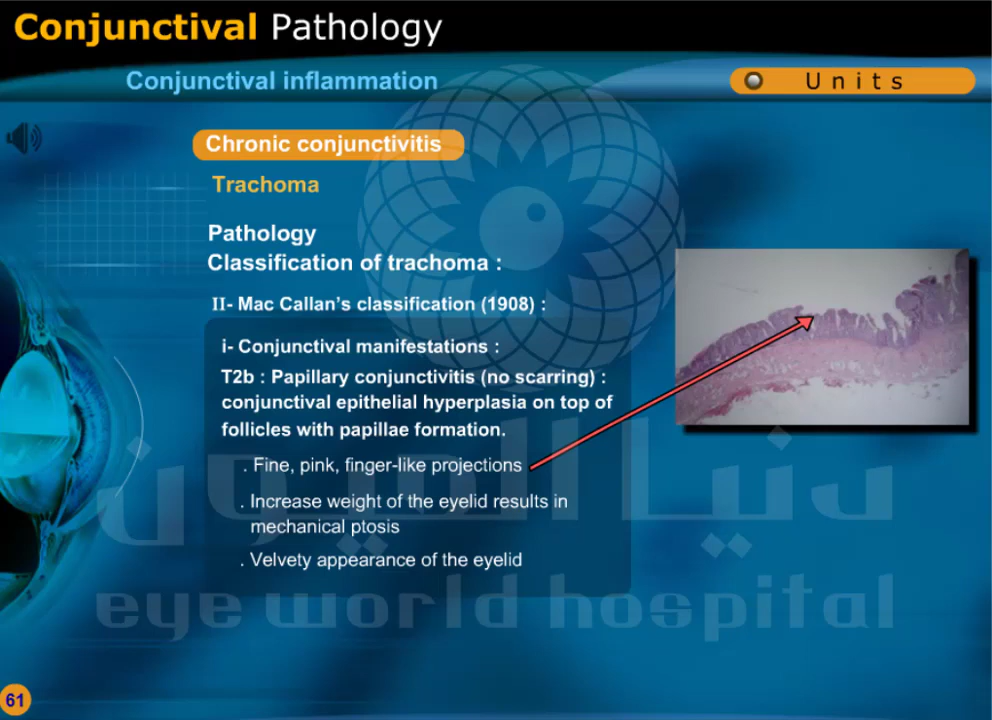 Conjunctival Pathology
Conjunctival inflammation
Units
Chronic conjunctivitis
Trachoma
Pathology
Classification of trachoma :
II- Mac Callan's classification (1908) :
i- Conjunctival manifestations :
T2b : Papillary conjunctivitis (no scarring) :
conjunctival epithelial hyperplasia on top of
follicles with papillae formation.
. Fine, pink, finger-like projections
. Increase weight of the eyelid results in
mechanical ptosis
. Velvety appearance of the eyelid
دنيا العيون
eye world hospital
61